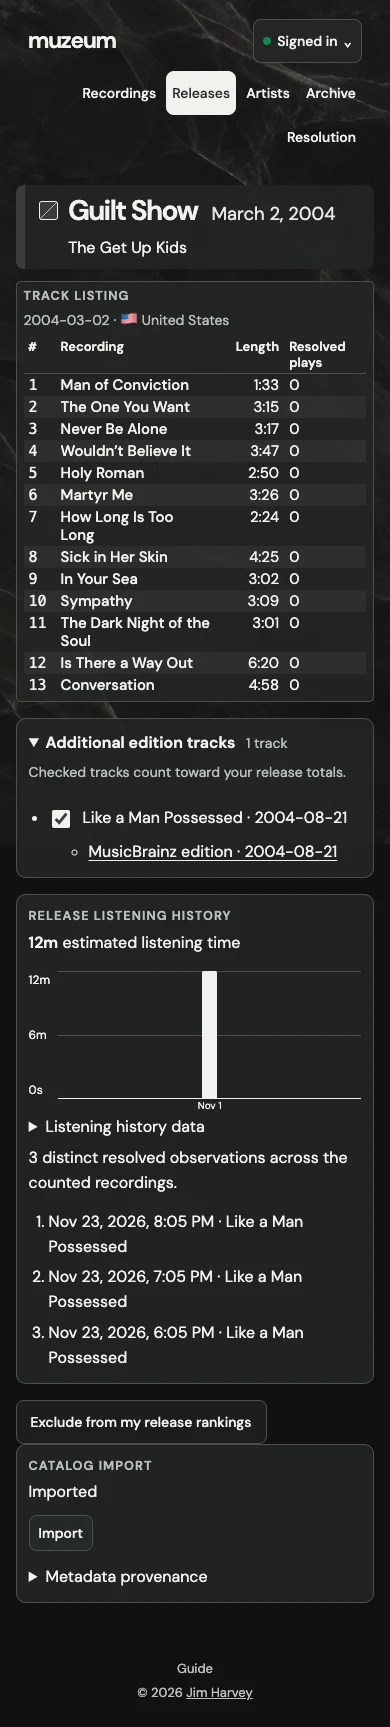 muzeum
Signed in
Recordings Releases Artists Archive
Resolution
Guilt Show March 2, 2004
The Get Up Kids
TRACK LISTING
2004-03-02 · 🇺🇸 United States
# Recording Length Resolved plays
1 Man of Conviction 1:33 0
2 The One You Want 3:15 0
3 Never Be Alone 3:17 0
4 Wouldn’t Believe It 3:47 0
5 Holy Roman 2:50 0
6 Martyr Me 3:26 0
7 How Long Is Too Long 2:24 0
8 Sick in Her Skin 4:25 0
9 In Your Sea 3:02 0
10 Sympathy 3:09 0
11 The Dark Night of the Soul 3:01 0
12 Is There a Way Out 6:20 0
13 Conversation 4:58 0
▼ Additional edition tracks 1 track
Checked tracks count toward your release totals.
• Like a Man Possessed · 2004-08-21
◦ MusicBrainz edition · 2004-08-21
RELEASE LISTENING HISTORY
12m estimated listening time
12m
6m
0s
Nov 1
▶ Listening history data
3 distinct resolved observations across the
counted recordings.
1. Nov 23, 2026, 8:05 PM · Like a Man
Possessed
2. Nov 23, 2026, 7:05 PM · Like a Man
Possessed
3. Nov 23, 2026, 6:05 PM · Like a Man
Possessed
Exclude from my release rankings
CATALOG IMPORT
Imported
Import
▶ Metadata provenance
Guide
© 2026 Jim Harvey